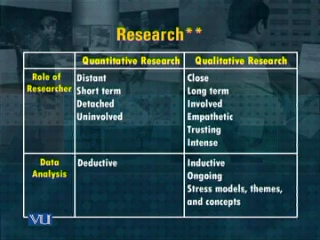 Research**
Quantitative Research Qualitative Research
Role of Researcher
Distant
Short term
Detached
Uninvolved
Close
Long term
Involved
Empathetic
Trusting
Intense
Data Analysis
Deductive
Inductive
Ongoing
Stress models, themes,
and concepts
VU